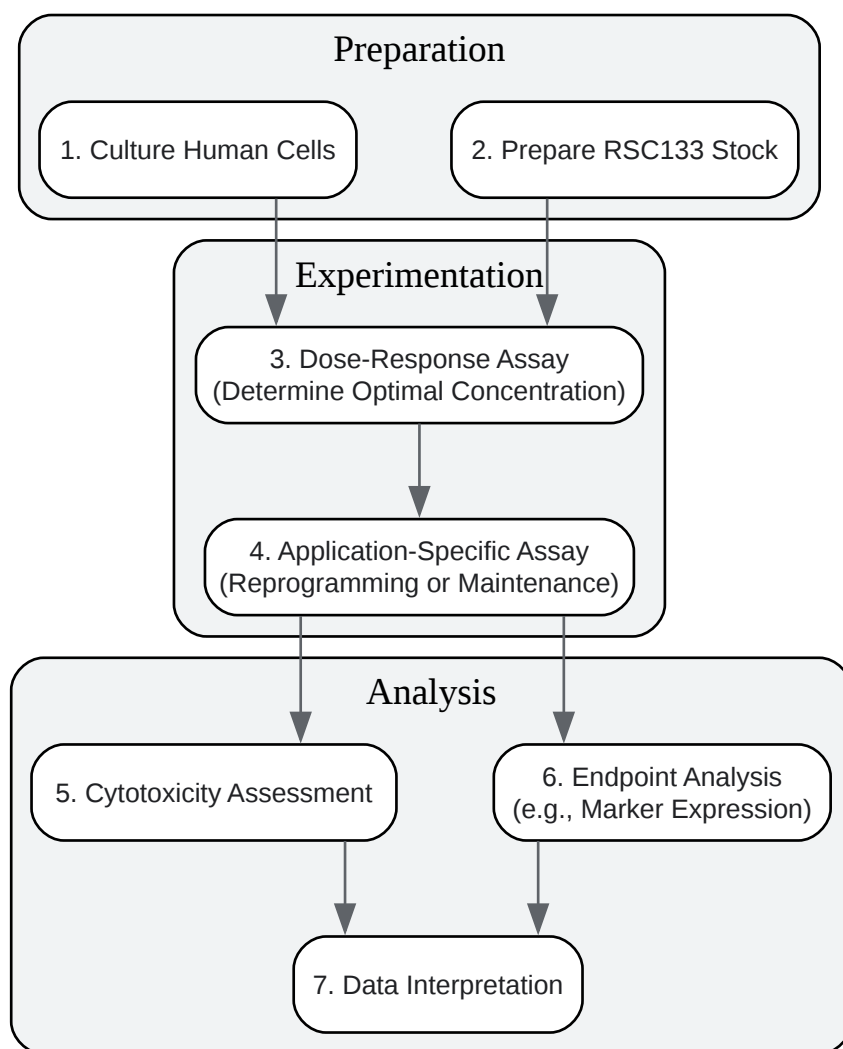 Preparation
1. Culture Human Cells
2. Prepare RSC133 Stock
Experimentation
3. Dose-Response Assay
(Determine Optimal Concentration)
4. Application-Specific Assay
(Reprogramming or Maintenance)
Analysis
5. Cytotoxicity Assessment
6. Endpoint Analysis
(e.g., Marker Expression)
7. Data Interpretation